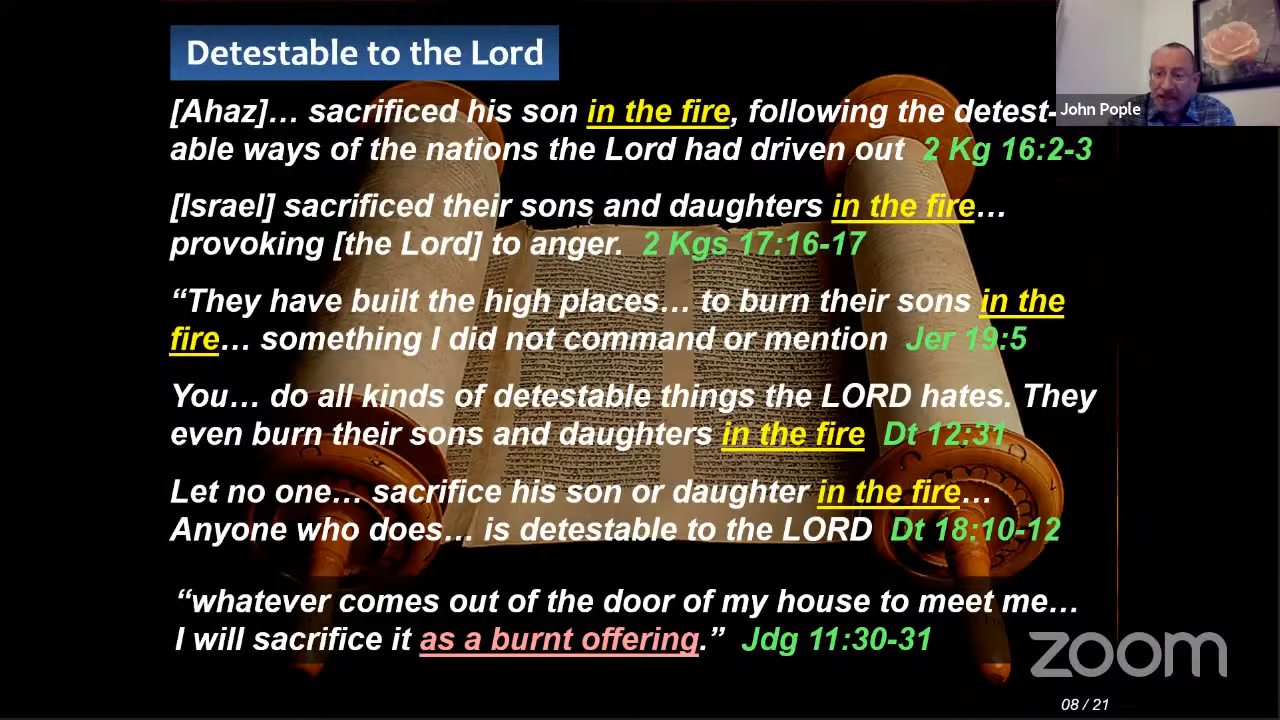 Detestable to the Lord
John Pople
[Ahaz]… sacrificed his son in the fire, following the detest-
able ways of the nations the Lord had driven out 2 Kg 16:2-3
[Israel] sacrificed their sons and daughters in the fire…
provoking [the Lord] to anger. 2 Kgs 17:16-17
“They have built the high places… to burn their sons in the
fire… something I did not command or mention Jer 19:5
You… do all kinds of detestable things the LORD hates. They
even burn their sons and daughters in the fire Dt 12:31
Let no one… sacrifice his son or daughter in the fire…
Anyone who does… is detestable to the LORD Dt 18:10-12
“whatever comes out of the door of my house to meet me…
I will sacrifice it as a burnt offering.” Jdg 11:30-31
zoom
08 / 21